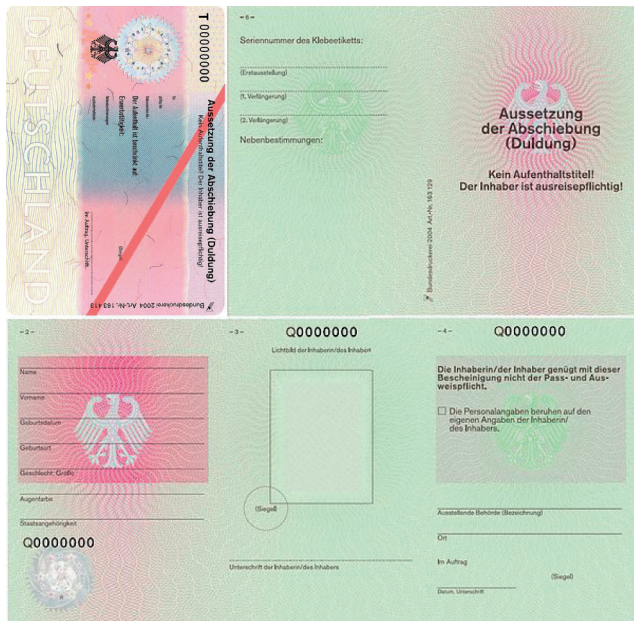 DEUTSCHLAND
T 00000000
Aussetzung der Abschiebung (Duldung)
Kein Aufenthaltstitel! Der Inhaber ist ausreisepflichtig!
Der Aufenthalt ist beschränkt auf:
Erwerbstätigkeit:
(Siegel)
Im Auftrag, Unterschrift
Bundesdruckerei 2004 Art.-Nr. 163 413
-6-
Seriennummer des Klebeetiketts:
(Erstausstellung)
(1. Verlängerung)
(2. Verlängerung)
Nebenbestimmungen:
Bundesdruckerei 2004 Art.-Nr. 163 129
Aussetzung
der Abschiebung
(Duldung)
Kein Aufenthaltstitel!
Der Inhaber ist ausreisepflichtig!
-2-
Name
Vorname
Geburtsdatum
Geburtsort
Geschlecht; Größe
Augenfarbe
Staatsangehörigkeit
Q0000000
-3-
Q0000000
Lichtbild der Inhaberin/des Inhabers
(Siegel)
Unterschrift der Inhaberin/des Inhabers
-4-
Q0000000
Die Inhaberin/der Inhaber genügt mit dieser
Bescheinigung nicht der Pass- und Aus-
weispflicht.
Die Personalangaben beruhen auf den
eigenen Angaben der Inhaberin/
des Inhabers.
Ausstellende Behörde (Bezeichnung)
Ort
Im Auftrag
(Siegel)
Datum, Unterschrift